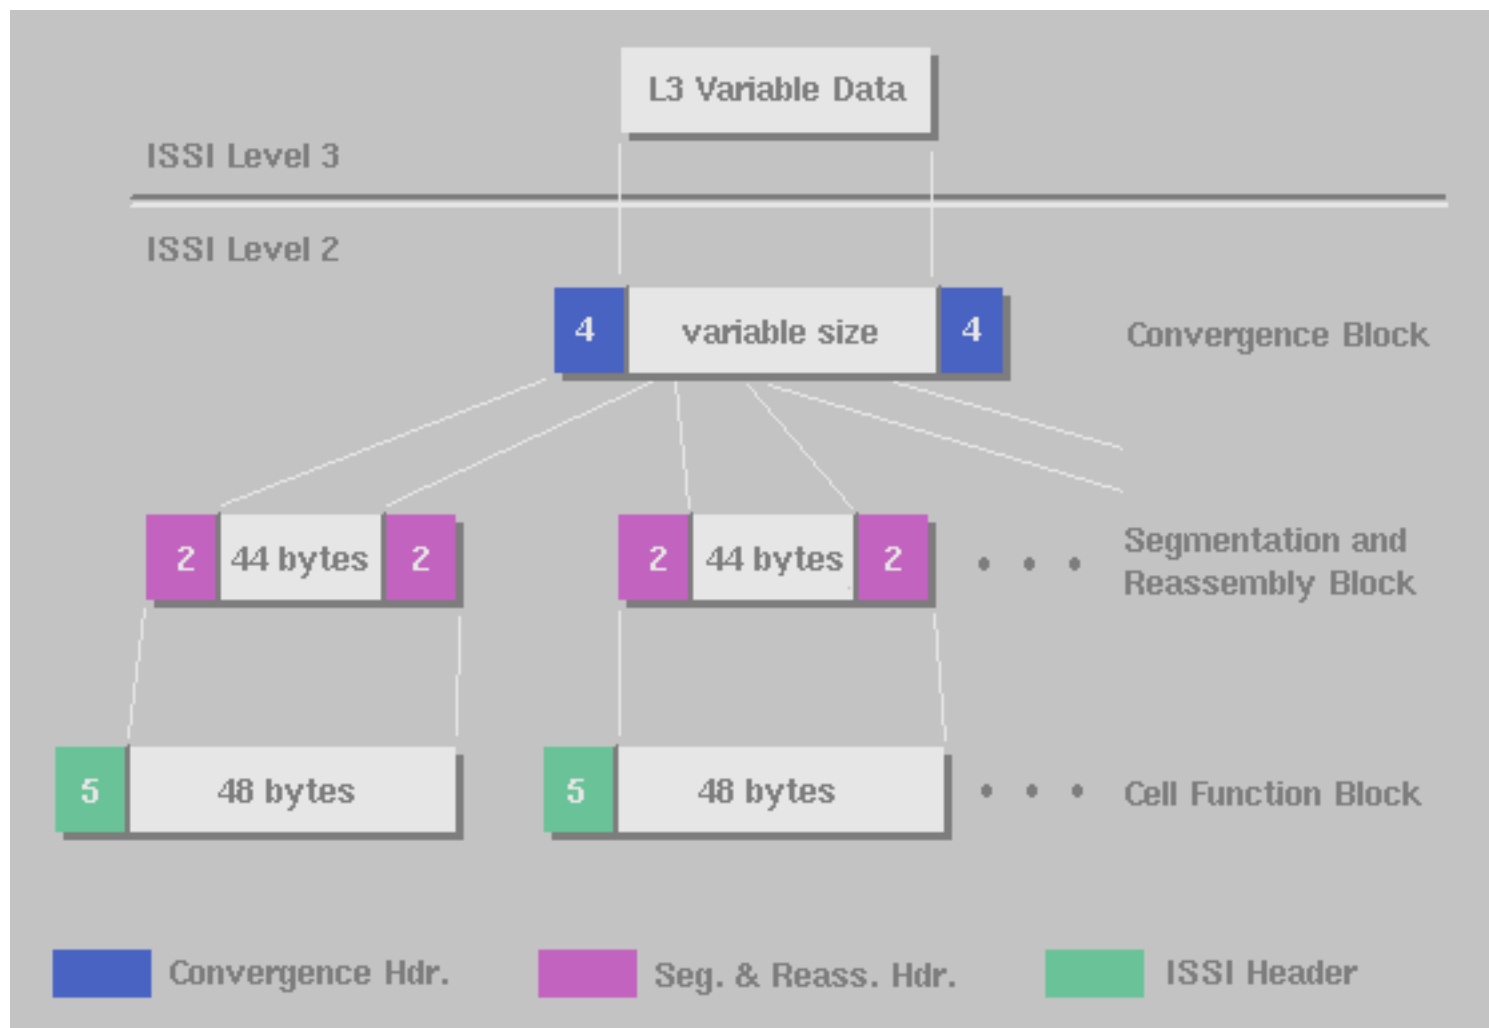 L3 Variable Data
ISSI Level 3
ISSI Level 2
4 variable size 4 Convergence Block
2 44 bytes 2 2 44 bytes 2 • • • Segmentation and
Reassembly Block
5 48 bytes 5 48 bytes • • • Cell Function Block
Convergence Hdr. Seg. & Reass. Hdr. ISSI Header